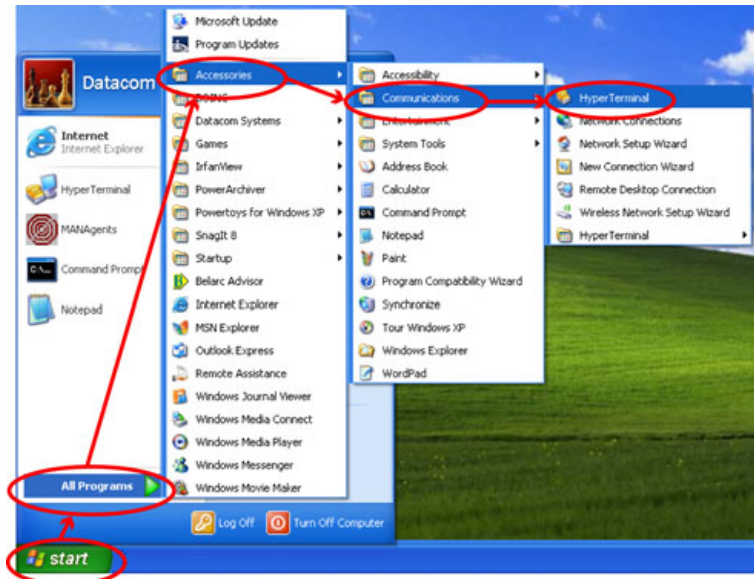 Datacom
Internet
Internet Explorer
HyperTerminal
MANAgents
Command Prompt
Notepad
All Programs
Log Off
Turn Off Computer
start
Microsoft Update
Program Updates
Accessories
Datacom Systems
Games
IrfanView
PowerArchiver
Powertoys for Windows XP
SnagIt 8
Startup
Belarc Advisor
Internet Explorer
MSN Explorer
Outlook Express
Remote Assistance
Windows Journal Viewer
Windows Media Connect
Windows Media Player
Windows Messenger
Windows Movie Maker
Accessibility
Communications
Entertainment
System Tools
Address Book
Calculator
Command Prompt
Notepad
Paint
Program Compatibility Wizard
Synchronize
Tour Windows XP
Windows Explorer
WordPad
HyperTerminal
Network Connections
Network Setup Wizard
New Connection Wizard
Remote Desktop Connection
Wireless Network Setup Wizard
HyperTerminal